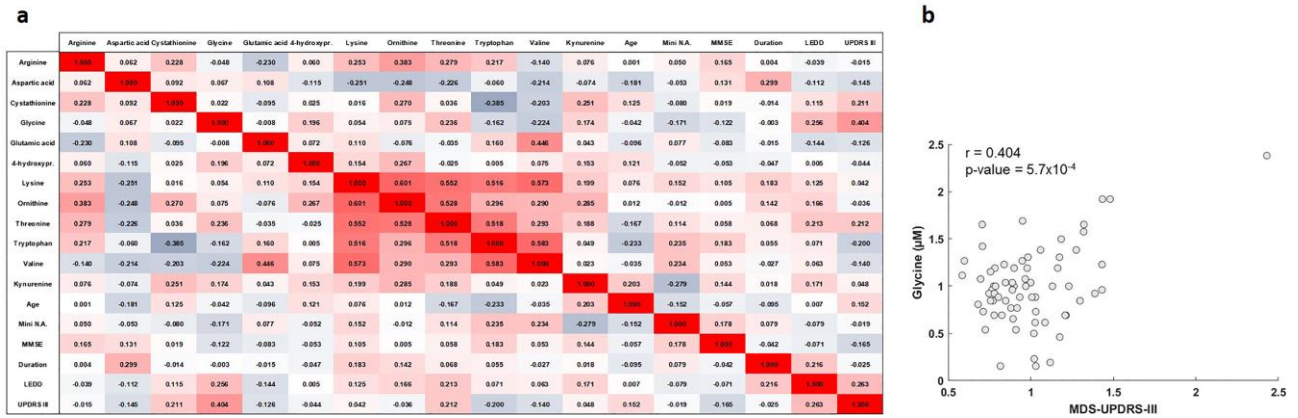 a
Arginine Aspartic acid Cystathionine Glycine Glutamic acid 4-hydroxypr. Lysine Ornithine Threonine Tryptophan Valine Kynurenine Age Mini N.A. MMSE Duration LEDD UPDRS III
Arginine 1.000 0.062 0.228 -0.048 -0.230 0.060 0.253 0.383 0.279 0.217 -0.140 0.076 0.001 0.050 0.165 0.004 -0.039 -0.015
Aspartic acid 0.062 1.000 0.092 0.067 0.108 -0.115 -0.251 -0.248 -0.226 -0.060 -0.214 -0.074 -0.181 -0.053 0.131 0.299 -0.112 -0.145
Cystathionine 0.228 0.092 1.000 0.022 -0.095 0.025 0.016 0.270 0.036 -0.385 -0.203 0.251 0.125 -0.080 0.019 -0.014 0.115 0.211
Glycine -0.048 0.067 0.022 1.000 -0.008 0.196 0.054 0.075 0.236 -0.162 -0.224 0.174 -0.042 -0.171 -0.122 -0.003 0.256 0.404
Glutamic acid -0.230 0.108 -0.095 -0.008 1.000 0.072 0.110 -0.076 -0.035 0.160 0.446 0.043 -0.096 0.077 -0.083 -0.015 -0.144 -0.126
4-hydroxypr. 0.060 -0.115 0.025 0.196 0.072 1.000 0.154 0.267 -0.025 0.005 0.075 0.153 0.121 -0.052 -0.053 -0.047 0.005 -0.044
Lysine 0.253 -0.251 0.016 0.054 0.110 0.154 1.000 0.601 0.552 0.516 0.573 0.199 0.076 0.152 0.105 0.183 0.125 0.042
Ornithine 0.383 -0.248 0.270 0.075 -0.076 0.267 0.601 1.000 0.528 0.296 0.290 0.285 0.012 -0.012 0.005 0.142 0.166 -0.036
Threonine 0.279 -0.226 0.036 0.236 -0.035 -0.025 0.552 0.528 1.000 0.518 0.293 0.188 -0.167 0.114 0.058 0.068 0.213 0.212
Tryptophan 0.217 -0.060 -0.385 -0.162 0.160 0.005 0.516 0.296 0.518 1.000 0.583 0.049 -0.233 0.235 0.183 0.055 0.071 -0.200
Valine -0.140 -0.214 -0.203 -0.224 0.446 0.075 0.573 0.290 0.293 0.583 1.000 0.023 -0.035 0.234 0.053 -0.027 0.063 -0.140
Kynurenine 0.076 -0.074 0.251 0.174 0.043 0.153 0.199 0.285 0.188 0.049 0.023 1.000 0.203 -0.279 0.144 0.018 0.171 0.048
Age 0.001 -0.181 0.125 -0.042 -0.096 0.121 0.076 0.012 -0.167 -0.233 -0.035 0.203 1.000 -0.152 -0.057 -0.095 0.007 0.152
Mini N.A. 0.050 -0.053 -0.080 -0.171 0.077 -0.052 0.152 -0.012 0.114 0.235 0.234 -0.279 -0.152 1.000 0.178 0.079 -0.079 -0.019
MMSE 0.165 0.131 0.019 -0.122 -0.083 -0.053 0.105 0.005 0.058 0.183 0.053 0.144 -0.057 0.178 1.000 -0.042 -0.071 -0.165
Duration 0.004 0.299 -0.014 -0.003 -0.015 -0.047 0.183 0.142 0.068 0.055 -0.027 0.018 -0.095 0.079 -0.042 1.000 0.216 -0.025
LEDD -0.039 -0.112 0.115 0.256 -0.144 0.005 0.125 0.166 0.213 0.071 0.063 0.171 0.007 -0.079 -0.071 0.216 1.000 0.263
UPDRS III -0.015 -0.145 0.211 0.404 -0.126 -0.044 0.042 -0.036 0.212 -0.200 -0.140 0.048 0.152 -0.019 -0.165 -0.025 0.263 1.000
b
r = 0.404
p-value = 5.7x10⁻⁴
Glycine (µM)
2.5
2
1.5
1
0.5
0
0.5 1 1.5 2 2.5
MDS-UPDRS-III